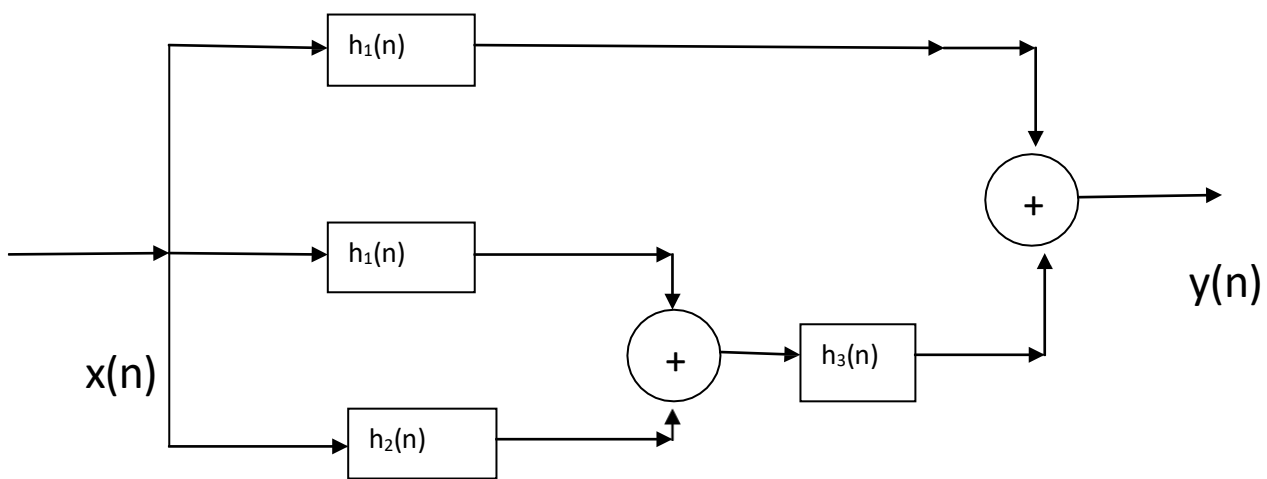 h₁(n)
+
h₁(n)
y(n)
h₃(n)
+
x(n)
h₂(n)